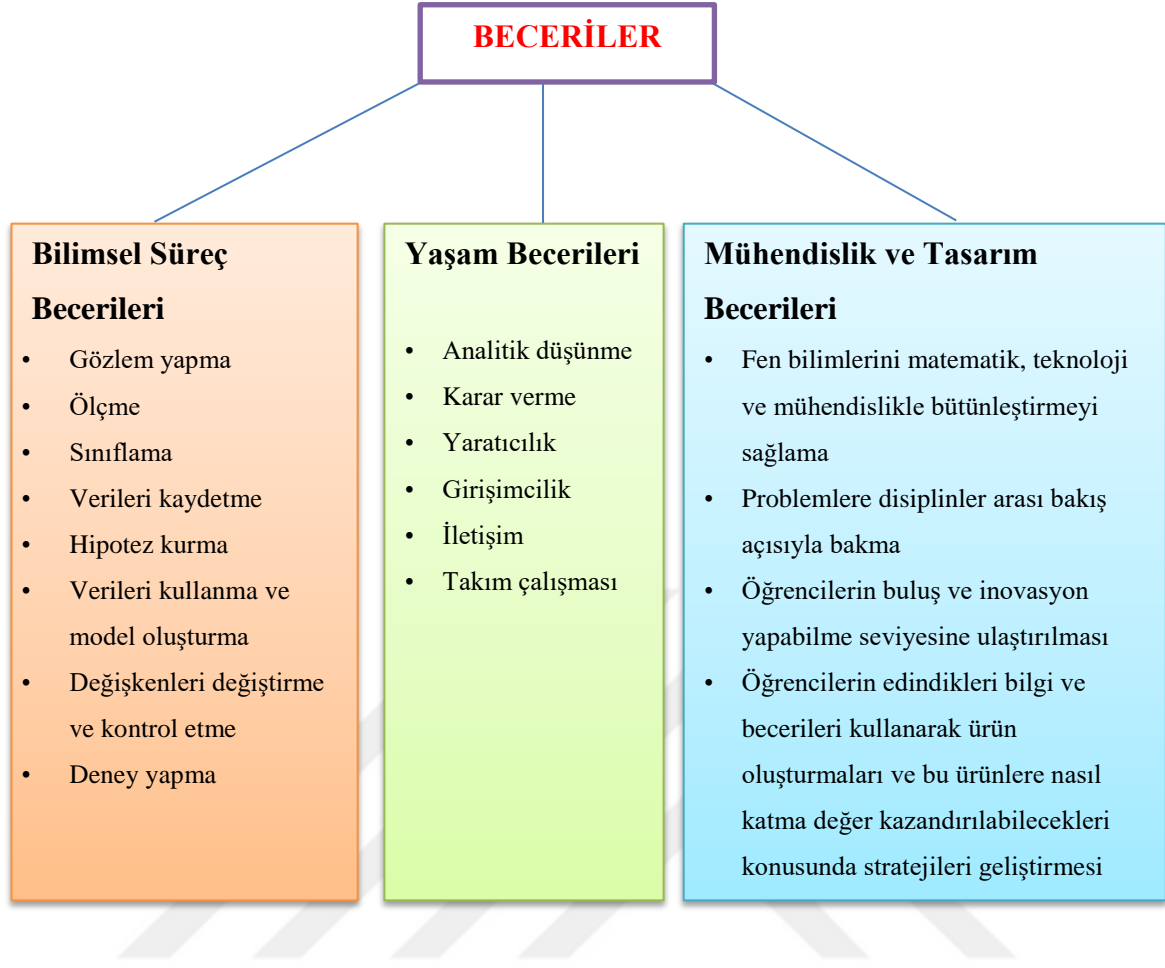 BECERİLER
Bilimsel Süreç
Becerileri
• Gözlem yapma
• Ölçme
• Sınıflama
• Verileri kaydetme
• Hipotez kurma
• Verileri kullanma ve
model oluşturma
• Değişkenleri değiştirme
ve kontrol etme
• Deney yapma
Yaşam Becerileri
• Analitik düşünme
• Karar verme
• Yaratıcılık
• Girişimcilik
• İletişim
• Takım çalışması
Mühendislik ve Tasarım
Becerileri
• Fen bilimlerini matematik, teknoloji
ve mühendislikle bütünleştirmeyi
sağlama
• Problemlere disiplinler arası bakış
açısıyla bakma
• Öğrencilerin buluş ve inovasyon
yapabilme seviyesine ulaştırılması
• Öğrencilerin edindikleri bilgi ve
becerileri kullanarak ürün
oluşturmaları ve bu ürünlere nasıl
katma değer kazandırılabilecekleri
konusunda stratejileri geliştirmesi